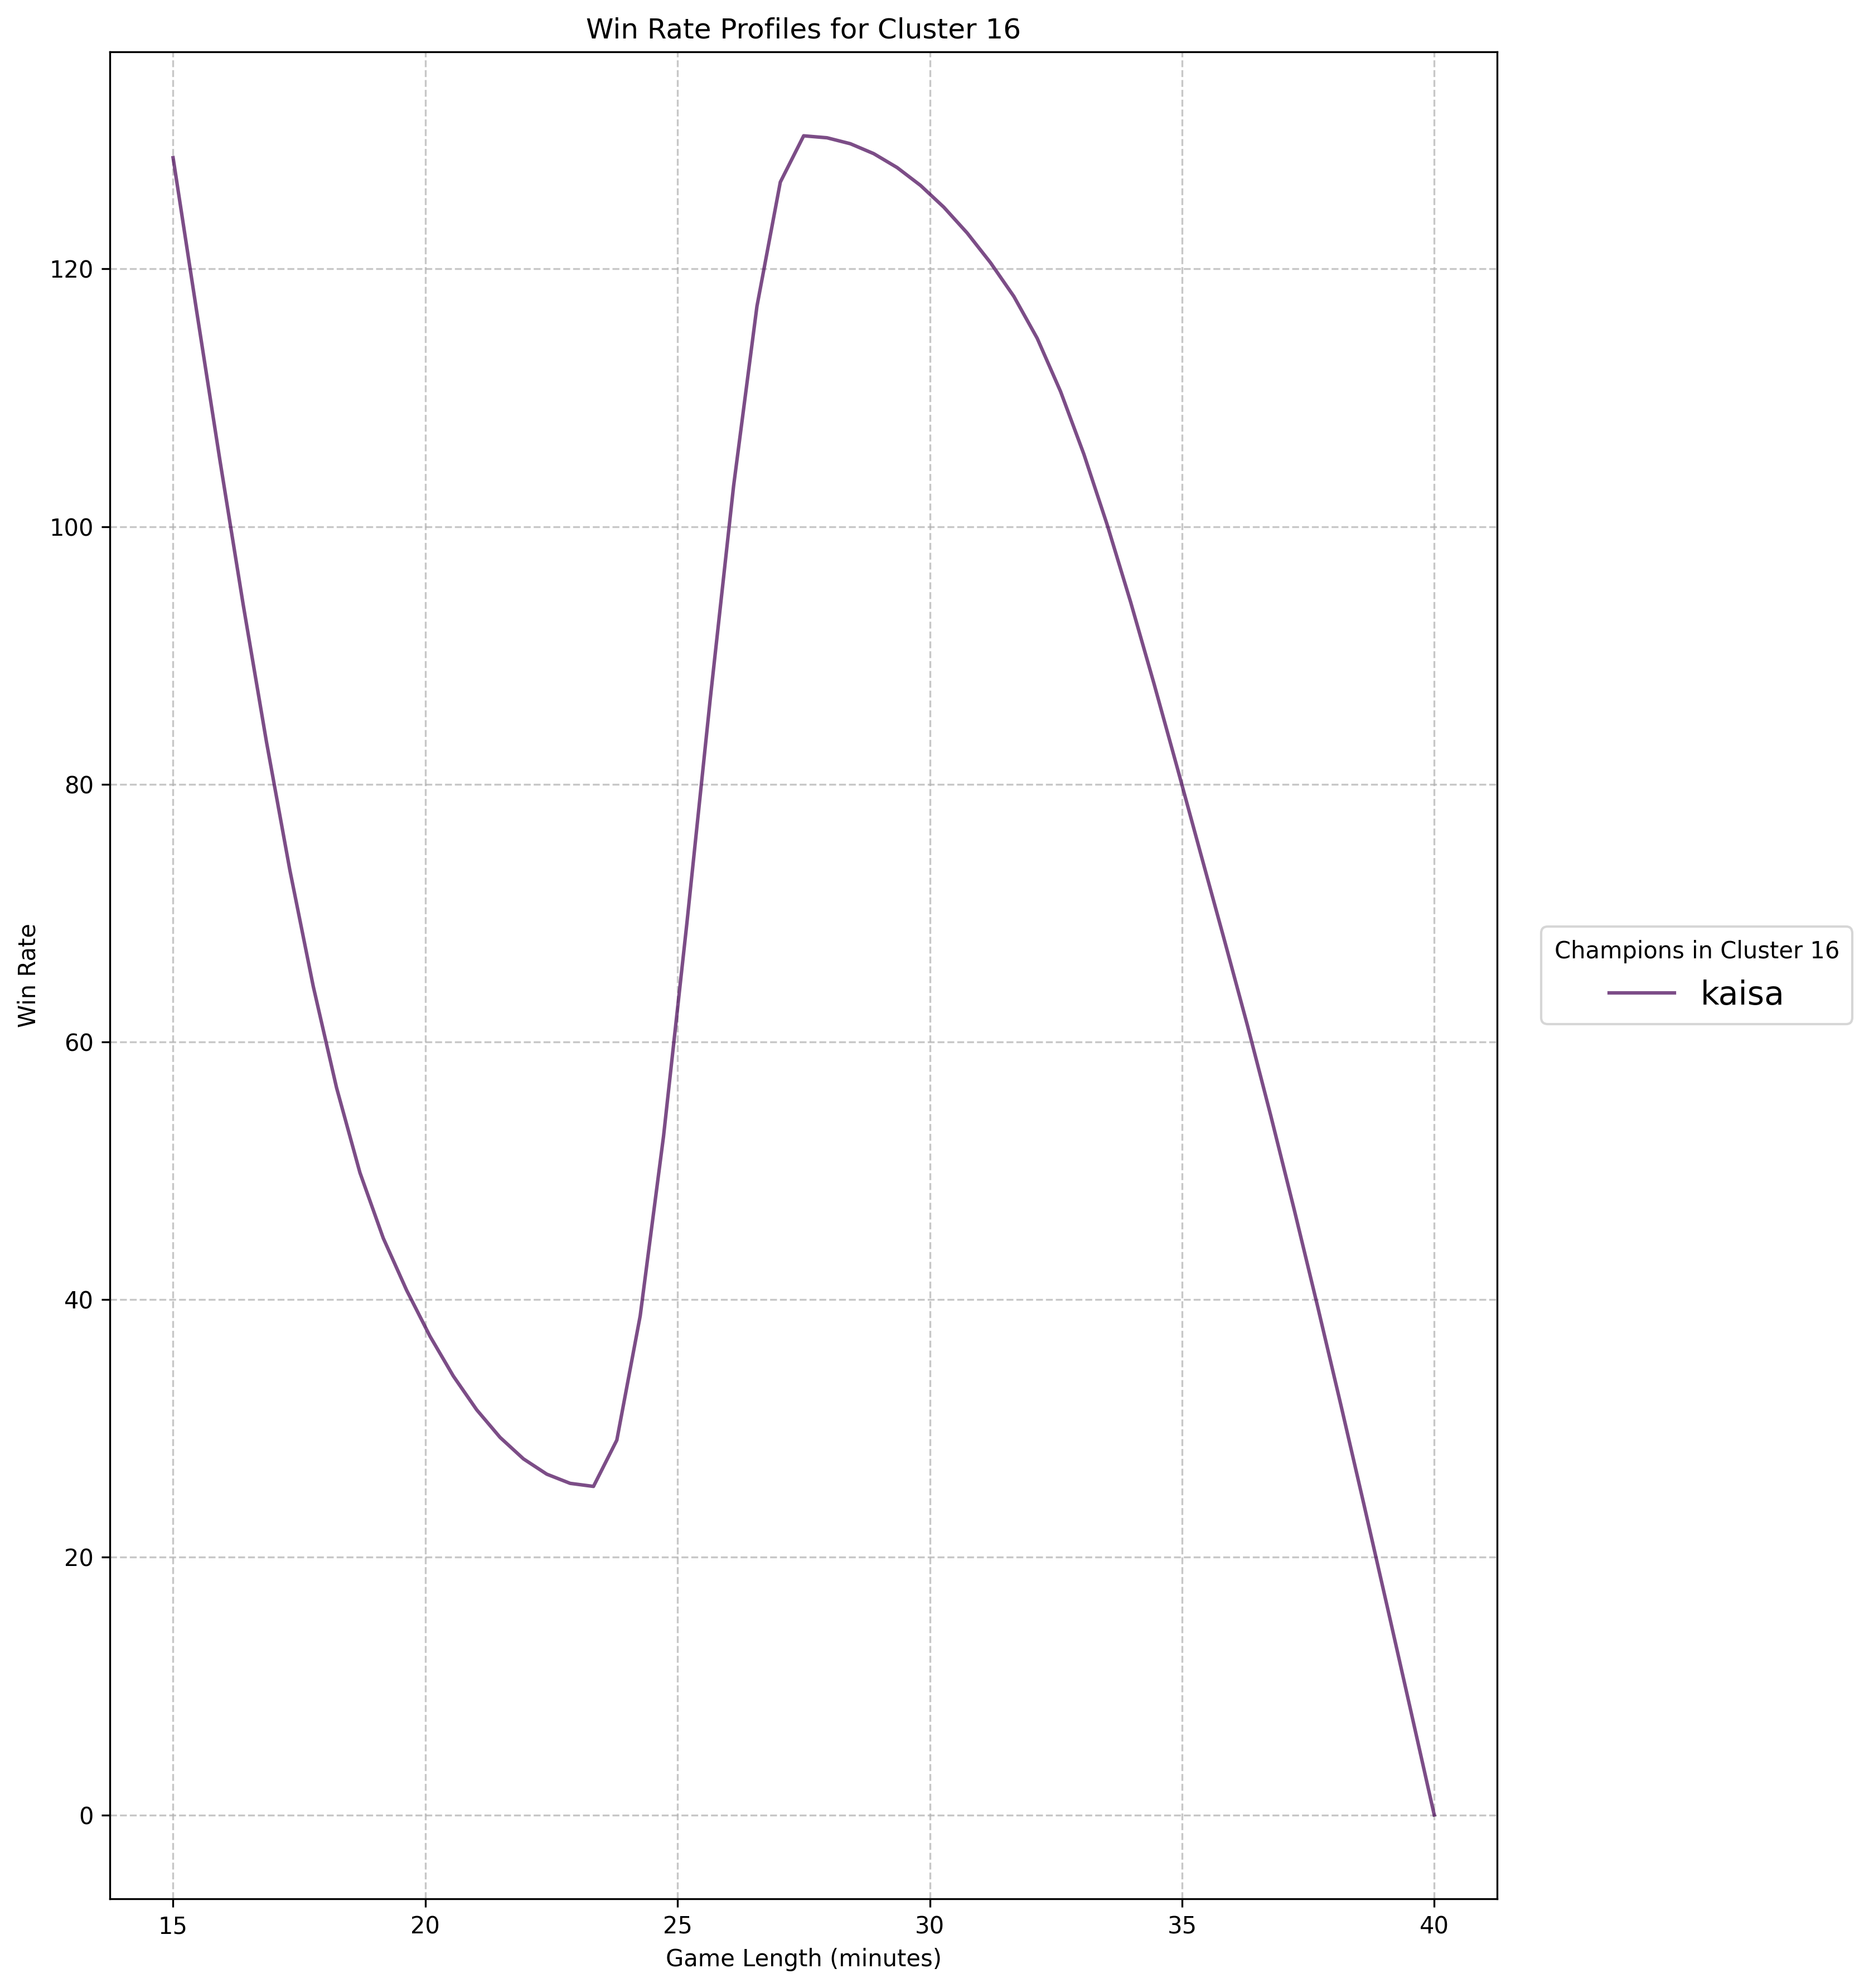 Win Rate Profiles for Cluster 16
Win Rate
120
100
80
60
40
20
0
15 20 25 30 35 40
Game Length (minutes)
Champions in Cluster 16
kaisa